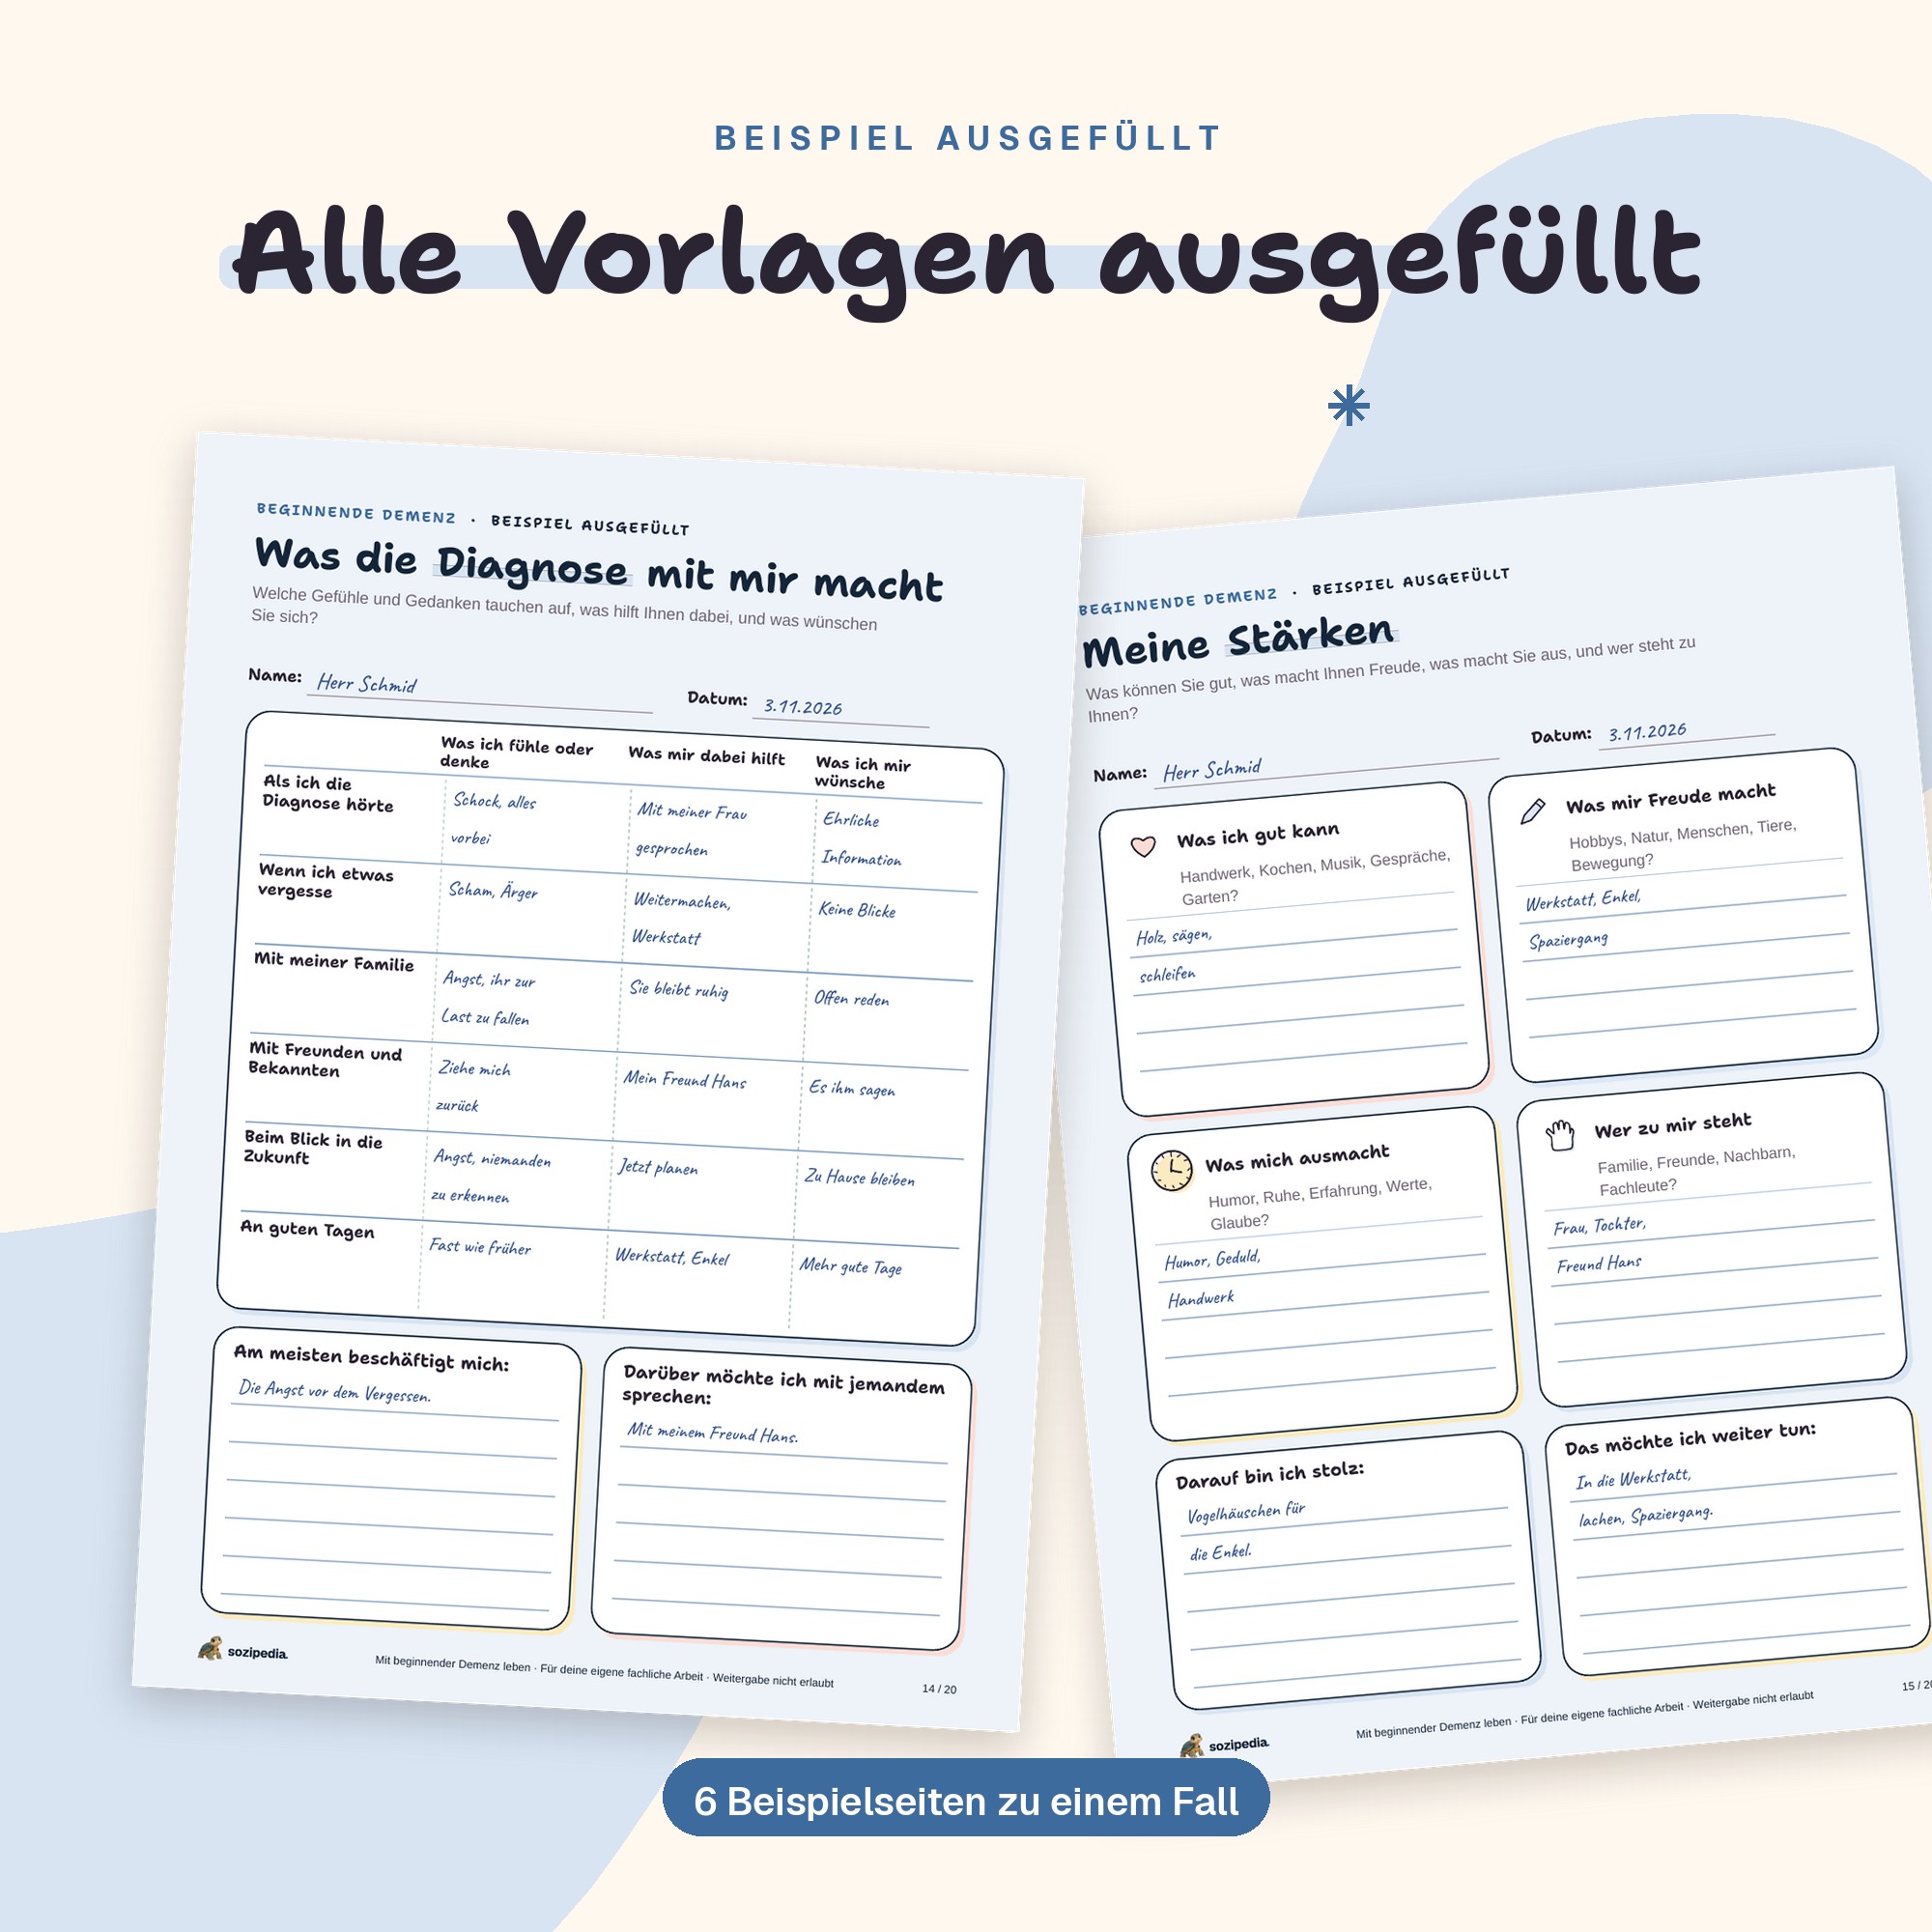 BEISPIEL AUSGEFÜLLT
Alle Vorlagen ausgefüllt
BEGINNENDE DEMENZ · BEISPIEL AUSGEFÜLLT
Was die Diagnose mit mir macht
Welche Gefühle und Gedanken tauchen auf, was hilft Ihnen dabei, und was wünschen
Sie sich?
Name: Herr Schmid Datum: 3.11.2026
Was ich fühle oder
denke
Was mir dabei hilft
Was ich mir
wünsche
Als ich die
Diagnose hörte
Schock, alles
vorbei
Mit meiner Frau
gesprochen
Ehrliche
Information
Wenn ich etwas
vergesse
Scham, Ärger
Weitermachen,
Werkstatt
Keine Blicke
Mit meiner Familie
Angst, ihr zur
Last zu fallen
Sie bleibt ruhig
Offen reden
Mit Freunden und
Bekannten
Ziehe mich
zurück
Mein Freund Hans
Es ihm sagen
Beim Blick in die
Zukunft
Angst, niemanden
zu erkennen
Jetzt planen
Zu Hause bleiben
An guten Tagen
Fast wie früher
Werkstatt, Enkel
Mehr gute Tage
Am meisten beschäftigt mich:
Die Angst vor dem Vergessen.
Darüber möchte ich mit jemandem
sprechen:
Mit meinem Freund Hans.
sozipedia.
Mit beginnender Demenz leben · Für deine eigene fachliche Arbeit · Weitergabe nicht erlaubt
14 / 20
BEGINNENDE DEMENZ · BEISPIEL AUSGEFÜLLT
Meine Stärken
Was können Sie gut, was macht Ihnen Freude, was macht Sie aus, und wer steht zu
Ihnen?
Name: Herr Schmid Datum: 3.11.2026
Was ich gut kann
Handwerk, Kochen, Musik, Gespräche,
Garten?
Holz, sägen,
schleifen
Was mir Freude macht
Hobbys, Natur, Menschen, Tiere,
Bewegung?
Werkstatt, Enkel,
Spaziergang
Was mich ausmacht
Humor, Ruhe, Erfahrung, Werte,
Glaube?
Humor, Geduld,
Handwerk
Wer zu mir steht
Familie, Freunde, Nachbarn,
Fachleute?
Frau, Tochter,
Freund Hans
Darauf bin ich stolz:
Vogelhäuschen für
die Enkel.
Das möchte ich weiter tun:
In die Werkstatt,
lachen, Spaziergang.
sozipedia.
Mit beginnender Demenz leben · Für deine eigene fachliche Arbeit · Weitergabe nicht erlaubt
15 / 20
6 Beispielseiten zu einem Fall